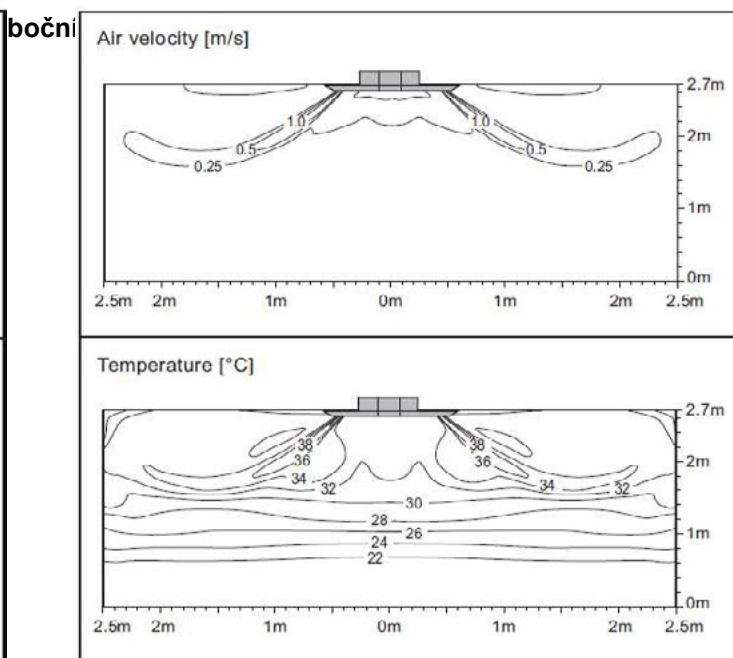 boční
Air velocity [m/s]
2.7m
1.0 1.0
2m
0.5 0.5
0.25 0.25
1m
0m
2.5m 2m 1m 0m 1m 2m 2.5m
Temperature [°C]
2.7m
38 38
36 36
2m
34 34
32 32
30
28
1m
26
24
22
0m
2.5m 2m 1m 0m 1m 2m 2.5m